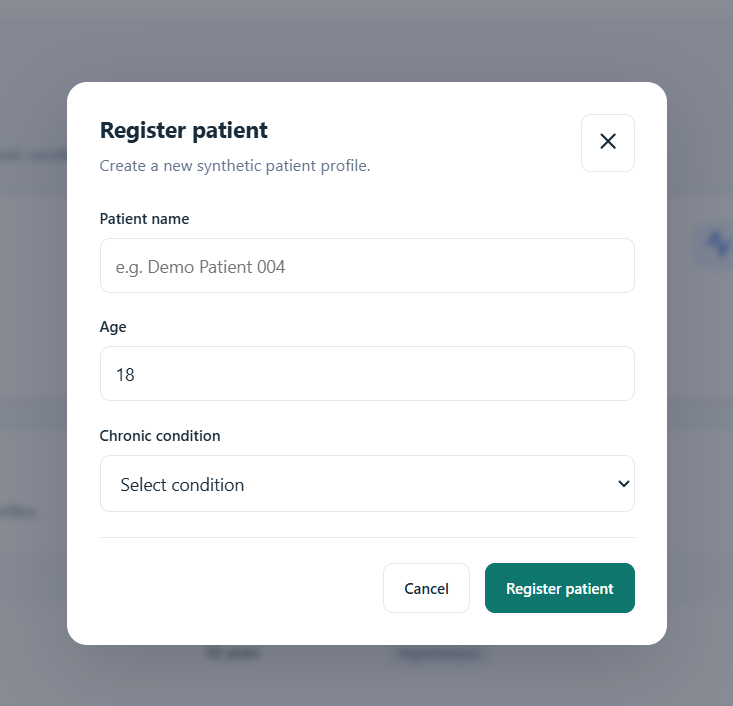 Register patient
Create a new synthetic patient profile.
Patient name
e.g. Demo Patient 004
Age
18
Chronic condition
Select condition
Cancel
Register patient